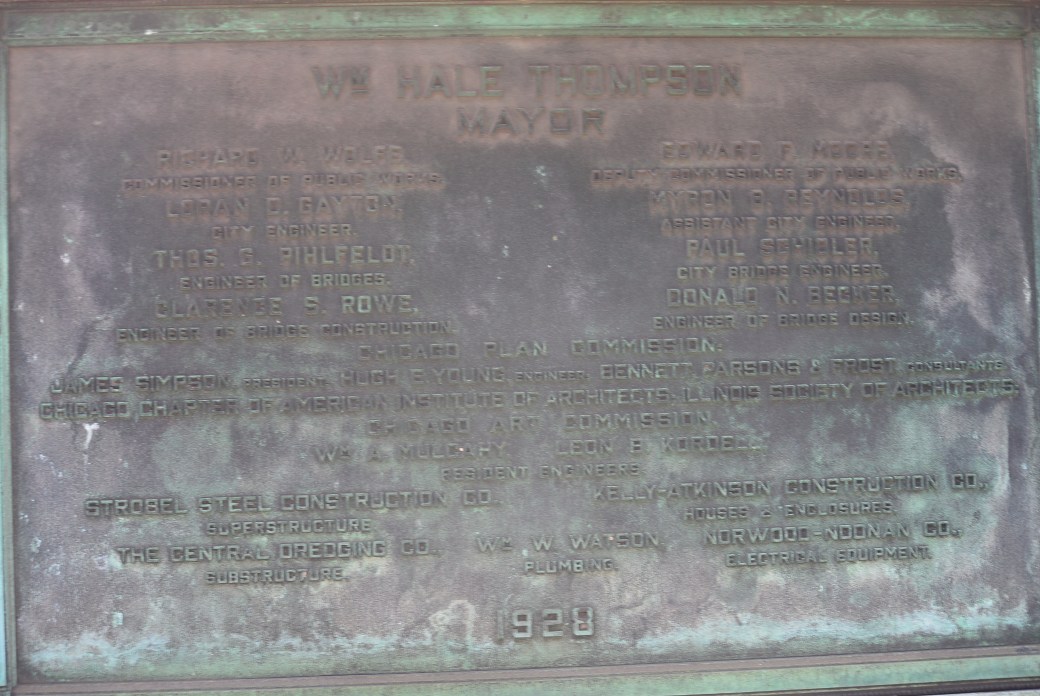 Wᴹ HALE THOMPSON
MAYOR
RICHARD W. WOLFE,
COMMISSIONER OF PUBLIC WORKS.
EDWARD F. MOORE,
DEPUTY COMMISSIONER OF PUBLIC WORKS.
LORAN D. GAYTON,
CITY ENGINEER.
MYRON B. REYNOLDS,
ASSISTANT CITY ENGINEER.
THOS. G. PIHLFELDT,
ENGINEER OF BRIDGES.
PAUL SCHIOLER,
CITY BRIDGE ENGINEER.
CLARENCE S. ROWE,
ENGINEER OF BRIDGE CONSTRUCTION.
DONALD N. BECKER,
ENGINEER OF BRIDGE DESIGN.
CHICAGO PLAN COMMISSION.
JAMES SIMPSON, PRESIDENT. HUGH E. YOUNG, ENGINEER. BENNETT, PARSONS & FROST, CONSULTANTS.
CHICAGO CHAPTER OF AMERICAN INSTITUTE OF ARCHITECTS. ILLINOIS SOCIETY OF ARCHITECTS.
CHICAGO ART COMMISSION.
Wᴹ A. MULCAHY. LEON B. KORDELL.
RESIDENT ENGINEERS.
STROBEL STEEL CONSTRUCTION CO.,
SUPERSTRUCTURE.
KELLY-ATKINSON CONSTRUCTION CO.,
HOUSES & ENCLOSURES.
THE CENTRAL DREDGING CO.,
SUBSTRUCTURE.
Wᴹ W. WATSON.
PLUMBING.
NORWOOD-NOONAN CO.,
ELECTRICAL EQUIPMENT.
1928